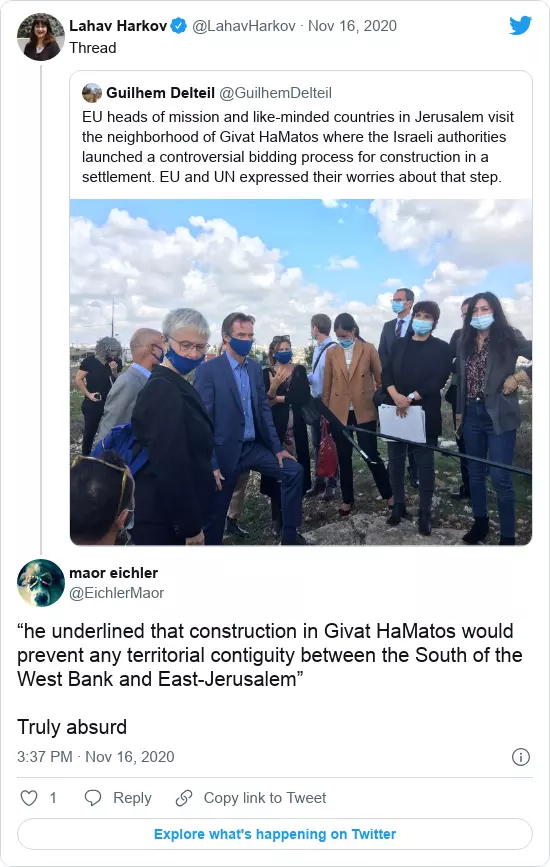 Lahav Harkov @LahavHarkov · Nov 16, 2020
Thread
Guilhem Delteil @GuilhemDelteil
EU heads of mission and like-minded countries in Jerusalem visit
the neighborhood of Givat HaMatos where the Israeli authorities
launched a controversial bidding process for construction in a
settlement. EU and UN expressed their worries about that step.
maor eichler
@EichlerMaor
“he underlined that construction in Givat HaMatos would
prevent any territorial contiguity between the South of the
West Bank and East-Jerusalem”
Truly absurd
3:37 PM · Nov 16, 2020
1 Reply Copy link to Tweet
Explore what's happening on Twitter